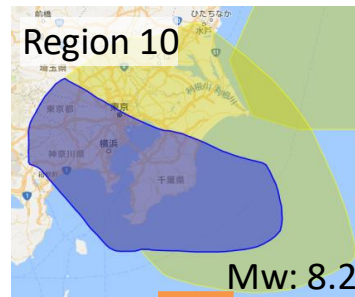 前橋
ひたちなか
水戸
Region 10
埼玉県
東京都
東京
神奈川県
横浜
千葉県
Mw: 8.2